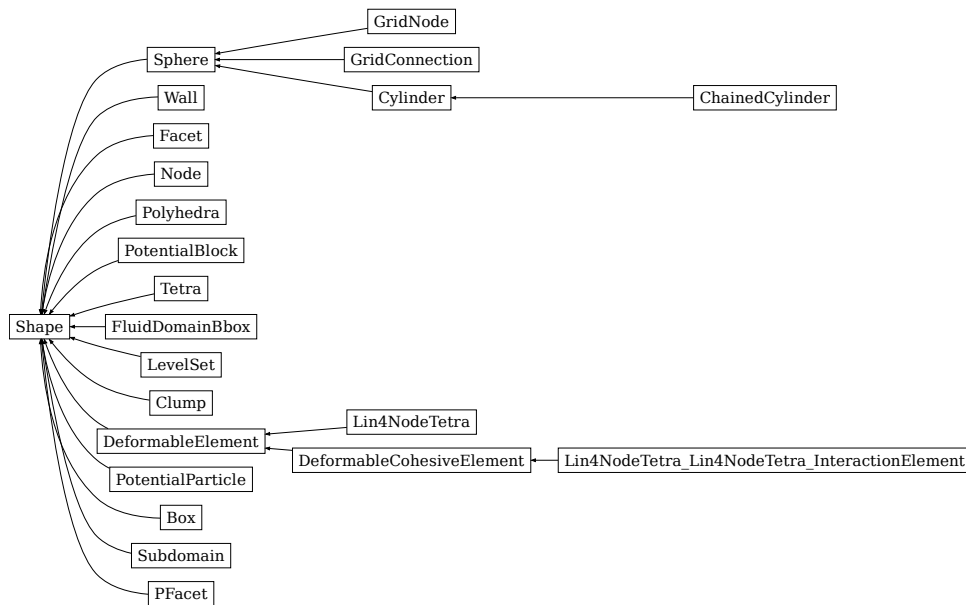 GridNode
Sphere
GridConnection
Wall
Cylinder
ChainedCylinder
Facet
Node
Polyhedra
PotentialBlock
Tetra
Shape
FluidDomainBbox
LevelSet
Clump
Lin4NodeTetra
DeformableElement
DeformableCohesiveElement
Lin4NodeTetra_Lin4NodeTetra_InteractionElement
PotentialParticle
Box
Subdomain
PFacet